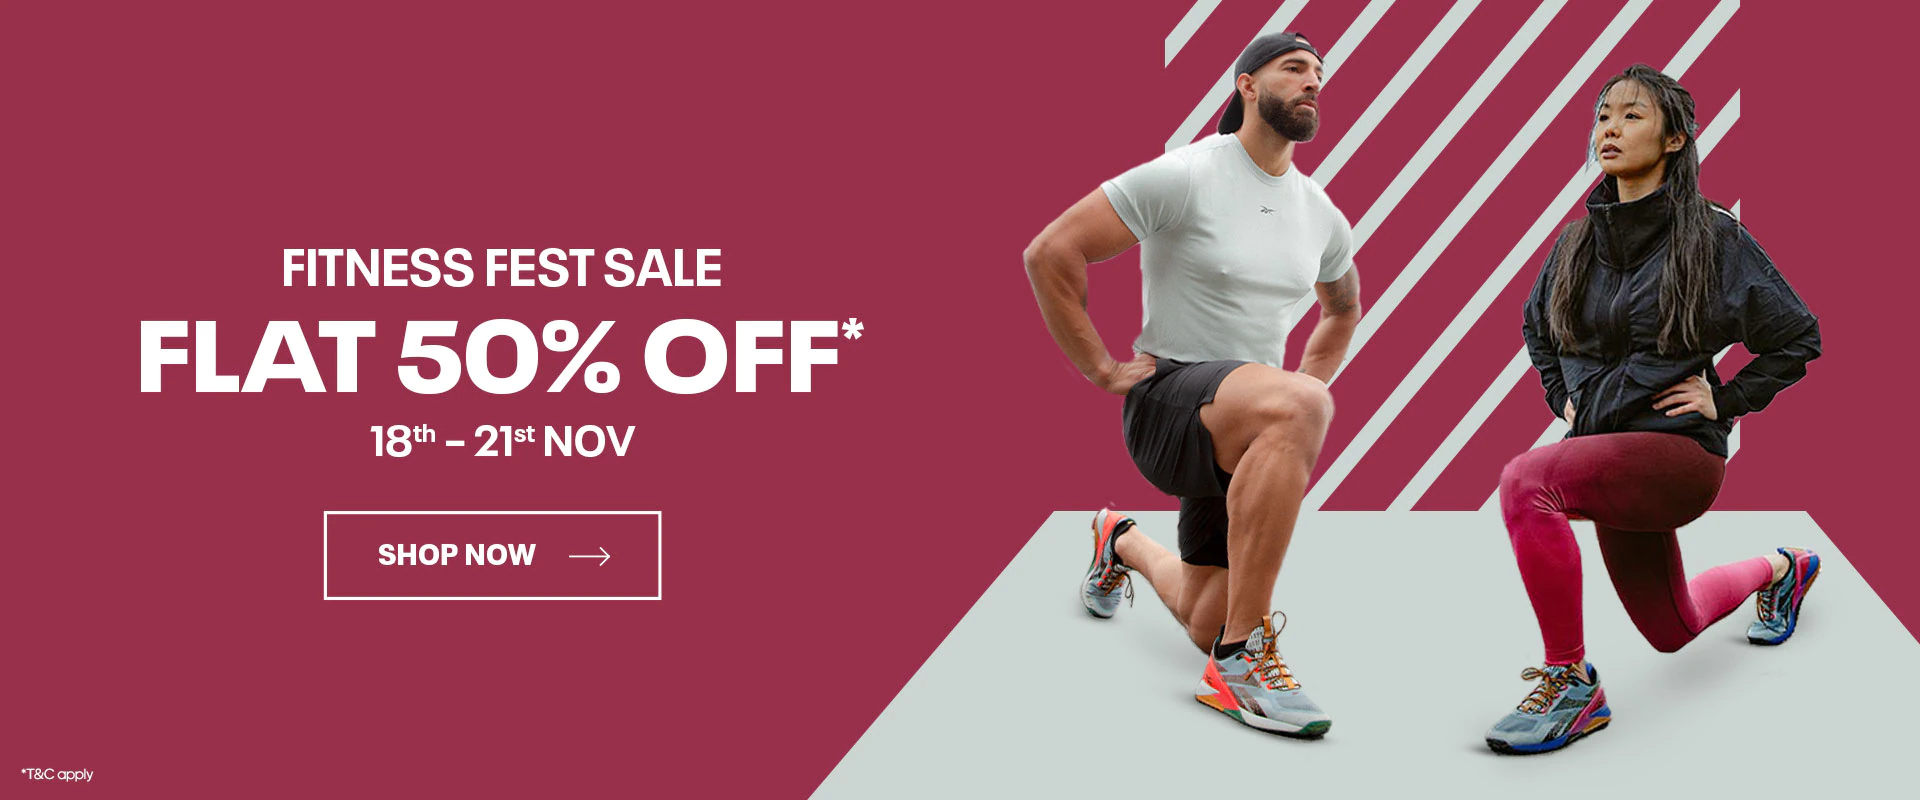 FITNESS FEST SALE
FLAT 50% OFF*
18th – 21st NOV
SHOP NOW
*T&C apply